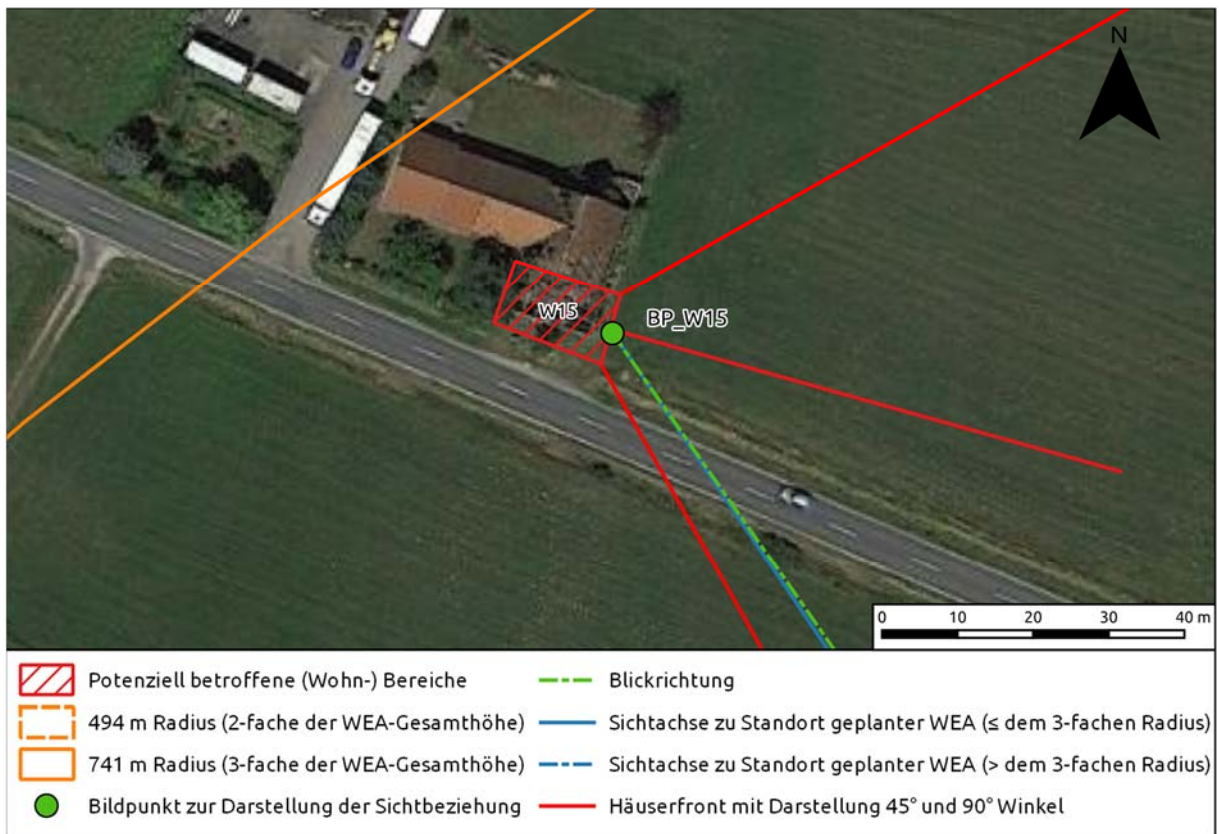 N
W15
BP_W15
0 10 20 30 40 m
Potenziell betroffene (Wohn-) Bereiche
494 m Radius (2-fache der WEA-Gesamthöhe)
741 m Radius (3-fache der WEA-Gesamthöhe)
Bildpunkt zur Darstellung der Sichtbeziehung
Blickrichtung
Sichtachse zu Standort geplanter WEA (≤ dem 3-fachen Radius)
Sichtachse zu Standort geplanter WEA (> dem 3-fachen Radius)
Häuserfront mit Darstellung 45° und 90° Winkel